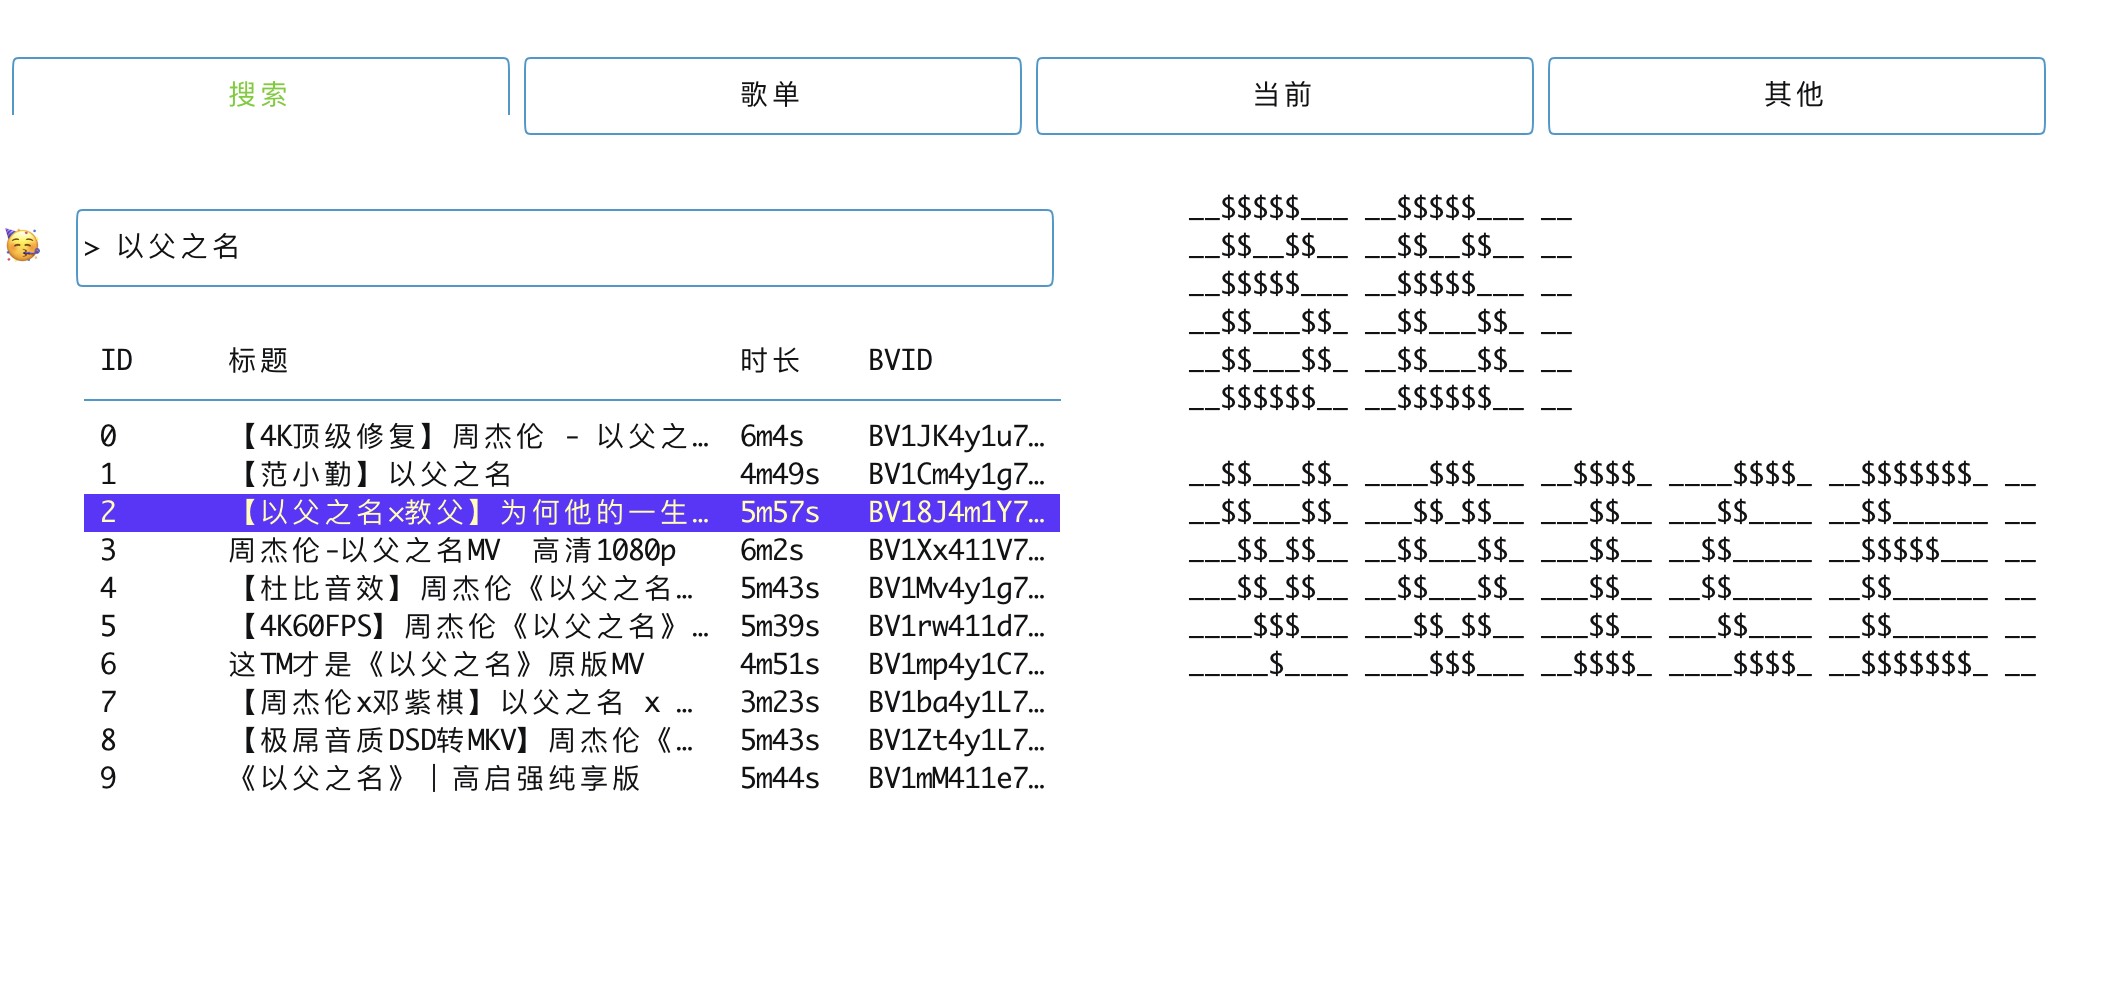 搜索 歌单 当前 其他
> 以父之名
ID 标题 时长 BVID
0 【4K顶级修复】周杰伦 - 以父之… 6m4s BV1JK4y1u7…
1 【范小勤】以父之名 4m49s BV1Cm4y1g7…
2 【以父之名x教父】为何他的一生… 5m57s BV18J4m1Y7…
3 周杰伦-以父之名MV 高清1080p 6m2s BV1Xx411V7…
4 【杜比音效】周杰伦《以父之名… 5m43s BV1Mv4y1g7…
5 【4K60FPS】周杰伦《以父之名》… 5m39s BV1rw411d7…
6 这TM才是《以父之名》原版MV 4m51s BV1mp4y1C7…
7 【周杰伦x邓紫棋】以父之名 x … 3m23s BV1ba4y1L7…
8 【极屌音质DSD转MKV】周杰伦《… 5m43s BV1Zt4y1L7…
9 《以父之名》｜高启强纯享版 5m44s BV1mM411e7…
__$$$$$___ __$$$$$___ __
__$$__$$__ __$$__$$__ __
__$$$$$___ __$$$$$___ __
__$$___$$_ __$$___$$_ __
__$$___$$_ __$$___$$_ __
__$$$$$$__ __$$$$$$__ __
__$$___$$_ ____$$$___ __$$$$_ ____$$$$_ __$$$$$$$_ __
__$$___$$_ ___$$_$$__ ___$$__ ___$$____ __$$______ __
___$$_$$__ __$$___$$_ ___$$__ __$$_____ __$$$$$___ __
___$$_$$__ __$$___$$_ ___$$__ __$$_____ __$$______ __
____$$$___ ___$$_$$__ ___$$__ ___$$____ __$$______ __
_____$____ ____$$$___ __$$$$_ ____$$$$_ __$$$$$$$_ __